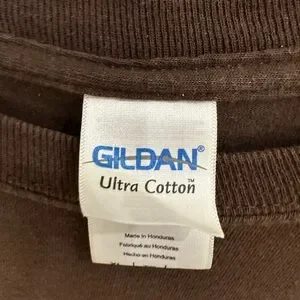 GILDAN®
Ultra Cotton™
Made in Honduras
Fabriqué au Honduras
Hecho en Honduras